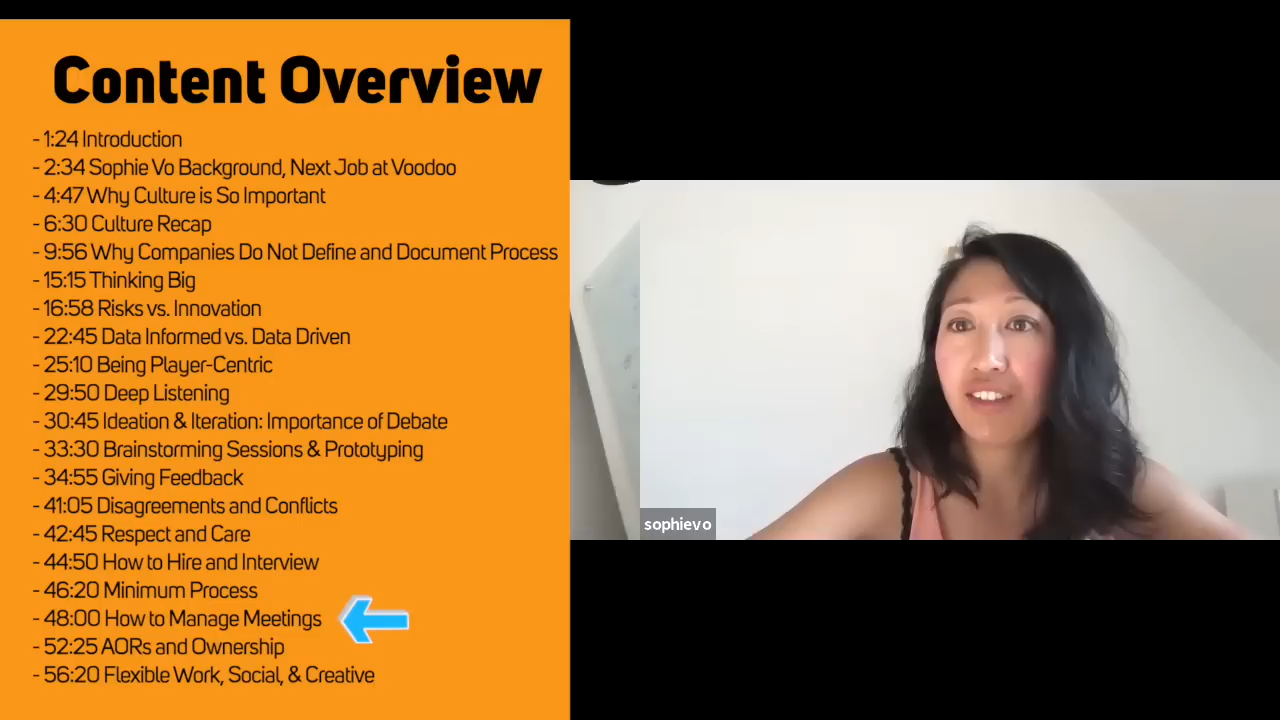 Content Overview
- 1:24 Introduction
- 2:34 Sophie Vo Background, Next Job at Voodoo
- 4:47 Why Culture is So Important
- 6:30 Culture Recap
- 9:56 Why Companies Do Not Define and Document Process
- 15:15 Thinking Big
- 16:58 Risks vs. Innovation
- 22:45 Data Informed vs. Data Driven
- 25:10 Being Player-Centric
- 29:50 Deep Listening
- 30:45 Ideation & Iteration: Importance of Debate
- 33:30 Brainstorming Sessions & Prototyping
- 34:55 Giving Feedback
- 41:05 Disagreements and Conflicts
- 42:45 Respect and Care
- 44:50 How to Hire and Interview
- 46:20 Minimum Process
- 48:00 How to Manage Meetings
- 52:25 AORs and Ownership
- 56:20 Flexible Work, Social, & Creative
sophievo